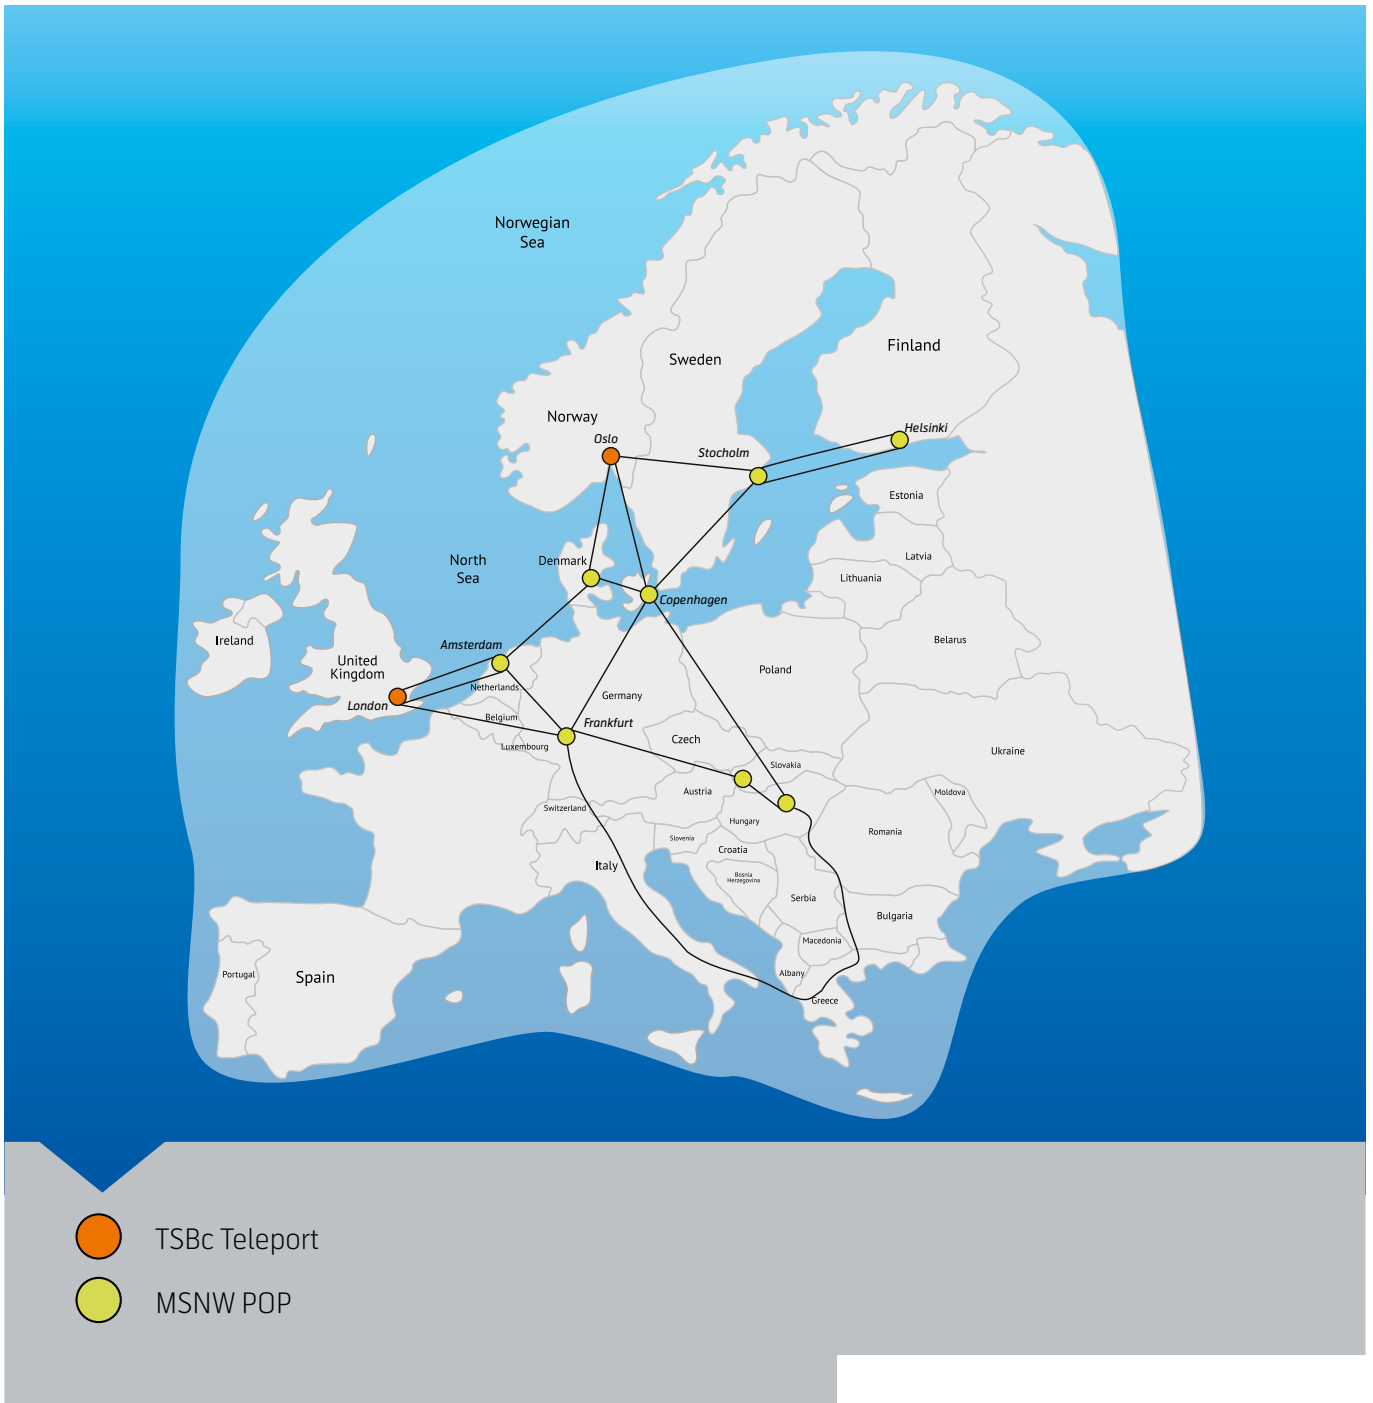 Norwegian
Sea
Finland
Sweden
Norway
Helsinki
Oslo
Stocholm
Estonia
North
Sea
Denmark
Latvia
Lithuania
Copenhagen
Ireland
Amsterdam
Belarus
United
Kingdom
Poland
Netherlands
Germany
London
Belgium
Frankfurt
Czech
Luxembourg
Ukraine
Slovakia
Austria
Moldova
Switzerland
Hungary
Romania
Slovenia
Croatia
Italy
Bosnia
Herzegovina
Serbia
Bulgaria
Macedonia
Portugal
Spain
Albany
Greece
TSBc Teleport
MSNW POP